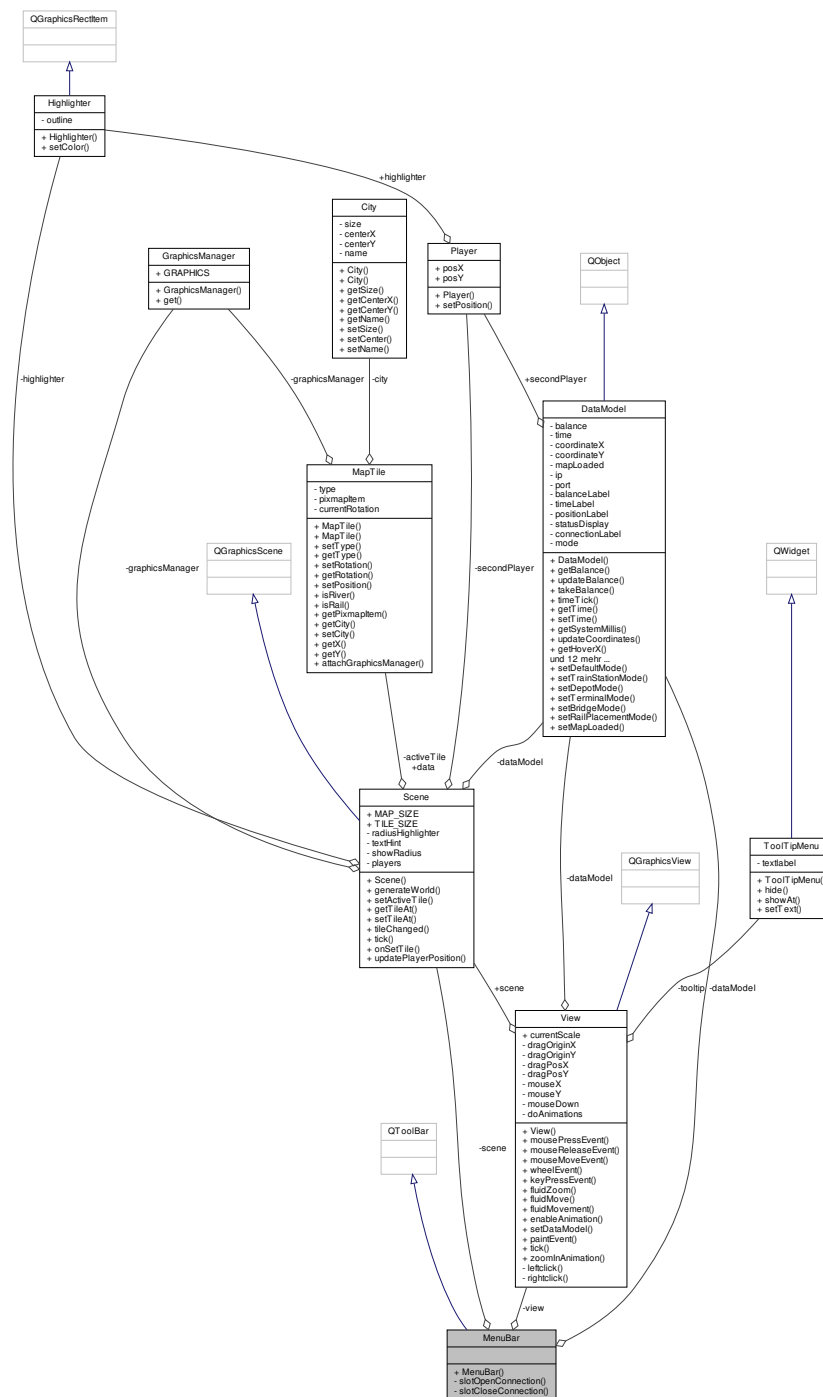 QGraphicsRectItem
Highlighter
- outline
+ Highlighter()
+ setColor()
+highlighter
City
- size
- centerX
- centerY
- name
+ City()
+ City()
+ getSize()
+ getCenterX()
+ getCenterY()
+ getName()
+ setSize()
+ setCenter()
+ setName()
GraphicsManager
+ GRAPHICS
+ GraphicsManager()
+ get()
Player
+ posX
+ posY
+ Player()
+ setPosition()
QObject
-highlighter
-graphicsManager
-city
+secondPlayer
DataModel
- balance
- time
- coordinateX
- coordinateY
- mapLoaded
- ip
- port
- balanceLabel
- timeLabel
- positionLabel
- statusDisplay
- connectionLabel
- mode
+ DataModel()
+ getBalance()
+ updateBalance()
+ takeBalance()
+ timeTick()
+ getTime()
+ setTime()
+ getSystemMillis()
+ updateCoordinates()
+ getHoverX()
und 12 mehr ...
+ setDefaultMode()
+ setTrainStationMode()
+ setDepotMode()
+ setTerminalMode()
+ setBridgeMode()
+ setRailPlacementMode()
+ setMapLoaded()
MapTile
- type
- pixmapItem
- currentRotation
+ MapTile()
+ MapTile()
+ setType()
+ getType()
+ setRotation()
+ getRotation()
+ setPosition()
+ isRiver()
+ isRail()
+ getPixmapItem()
+ getCity()
+ setCity()
+ getX()
+ getY()
+ attachGraphicsManager()
QGraphicsScene
QWidget
-graphicsManager
-secondPlayer
-activeTile
+data
-dataModel
Scene
+ MAP_SIZE
+ TILE_SIZE
- radiusHighlighter
- textHint
- showRadius
- players
+ Scene()
+ generateWorld()
+ setActiveTile()
+ getTileAt()
+ setTileAt()
+ tileChanged()
+ tick()
+ onSetTile()
+ updatePlayerPosition()
-dataModel
QGraphicsView
ToolTipMenu
- textlabel
+ ToolTipMenu()
+ hide()
+ showAt()
+ setText()
+scene
-tooltip
-dataModel
View
+ currentScale
- dragOriginX
- dragOriginY
- dragPosX
- dragPosY
- mouseX
- mouseY
- mouseDown
- doAnimations
+ View()
+ mousePressEvent()
+ mouseReleaseEvent()
+ mouseMoveEvent()
+ wheelEvent()
+ keyPressEvent()
+ fluidZoom()
+ fluidMove()
+ fluidMovement()
+ enableAnimation()
+ setDataModel()
+ paintEvent()
+ tick()
+ zoomInAnimation()
- leftclick()
- rightclick()
QToolBar
-scene
-view
MenuBar
+ MenuBar()
- slotOpenConnection()
- slotCloseConnection()